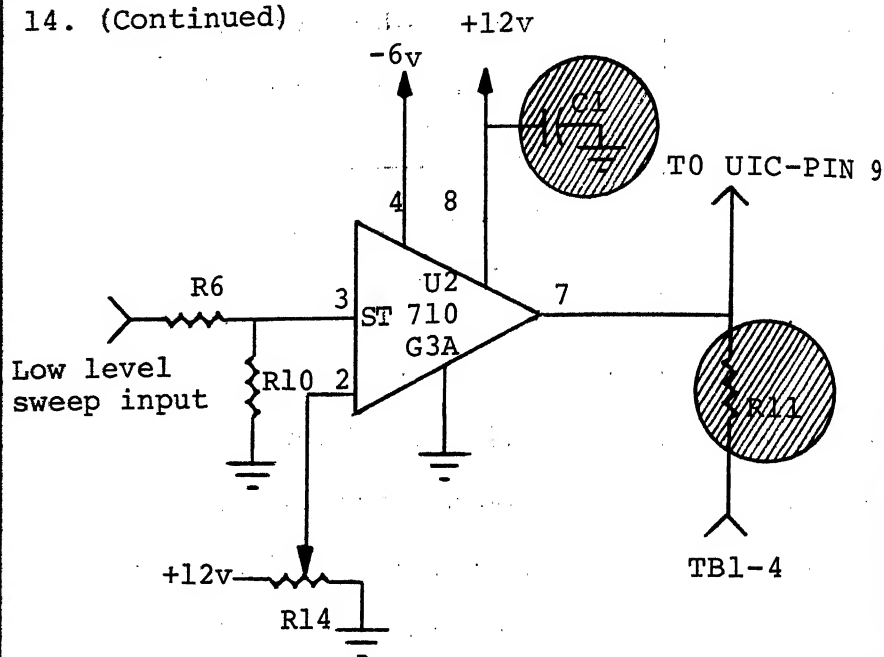 14. (Continued)
+12v
-6v
C1
TO UIC-PIN 9
4 8
R6
U2
3
7
ST 710
G3A
Low level
sweep input
R10
2
R11
+12v
TB1-4
R14